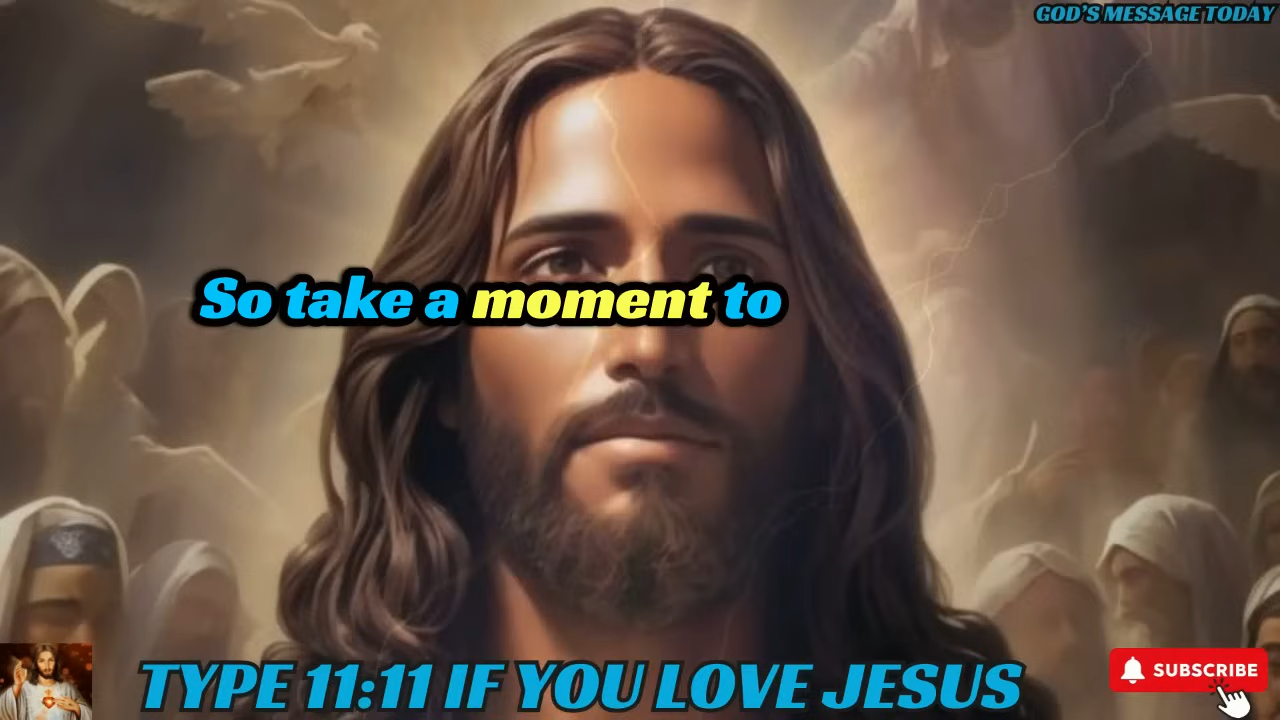 GOD'S MESSAGE TODAY
So take a moment to
TYPE 11:11 IF YOU LOVE JESUS
SUBSCRIBE